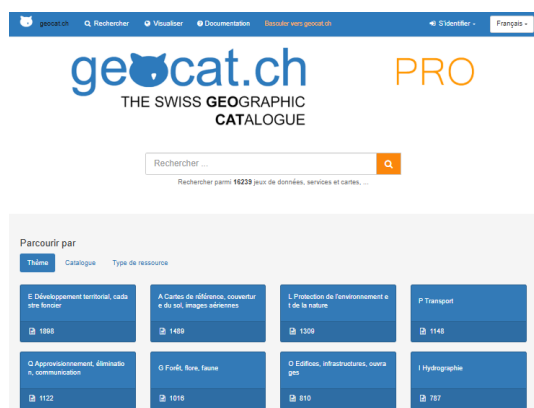 geocat.ch Rechercher Visualiser Documentation Basculer vers geocat.ch S'identifier Français
geocat.ch PRO
THE SWISS GEOGRAPHIC
CATALOGUE
Rechercher ...
Rechercher parmi 16239 jeux de données, services et cartes, ...
Parcourir par
Thème Catalogue Type de ressource
E Développement territorial, cada
stre foncier
1898
A Cartes de référence, couvertur
e du sol, images aériennes
1489
L Protection de l'environnement e
t de la nature
1309
P Transport
1148
Q Approvisionnement, éliminatio
n, communication
1122
G Forêt, flore, faune
1016
O Edifices, infrastructures, ouvra
ges
810
I Hydrographie
787